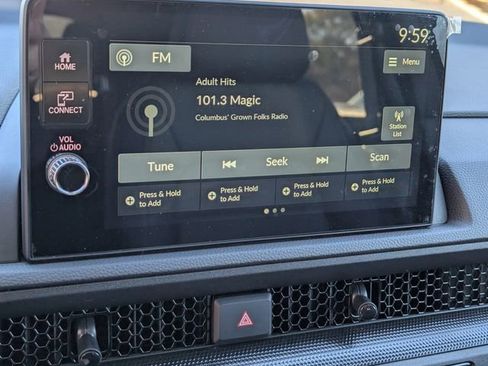 FM
9:59
HOME
Menu
Adult Hits
101.3 Magic
Columbus' Grown Folks Radio
CONNECT
Station
List
VOL
AUDIO
Tune
Seek
Scan
Press & Hold
to Add
Press & Hold
to Add
Press & Hold
to Add
Press & Hold
to Add